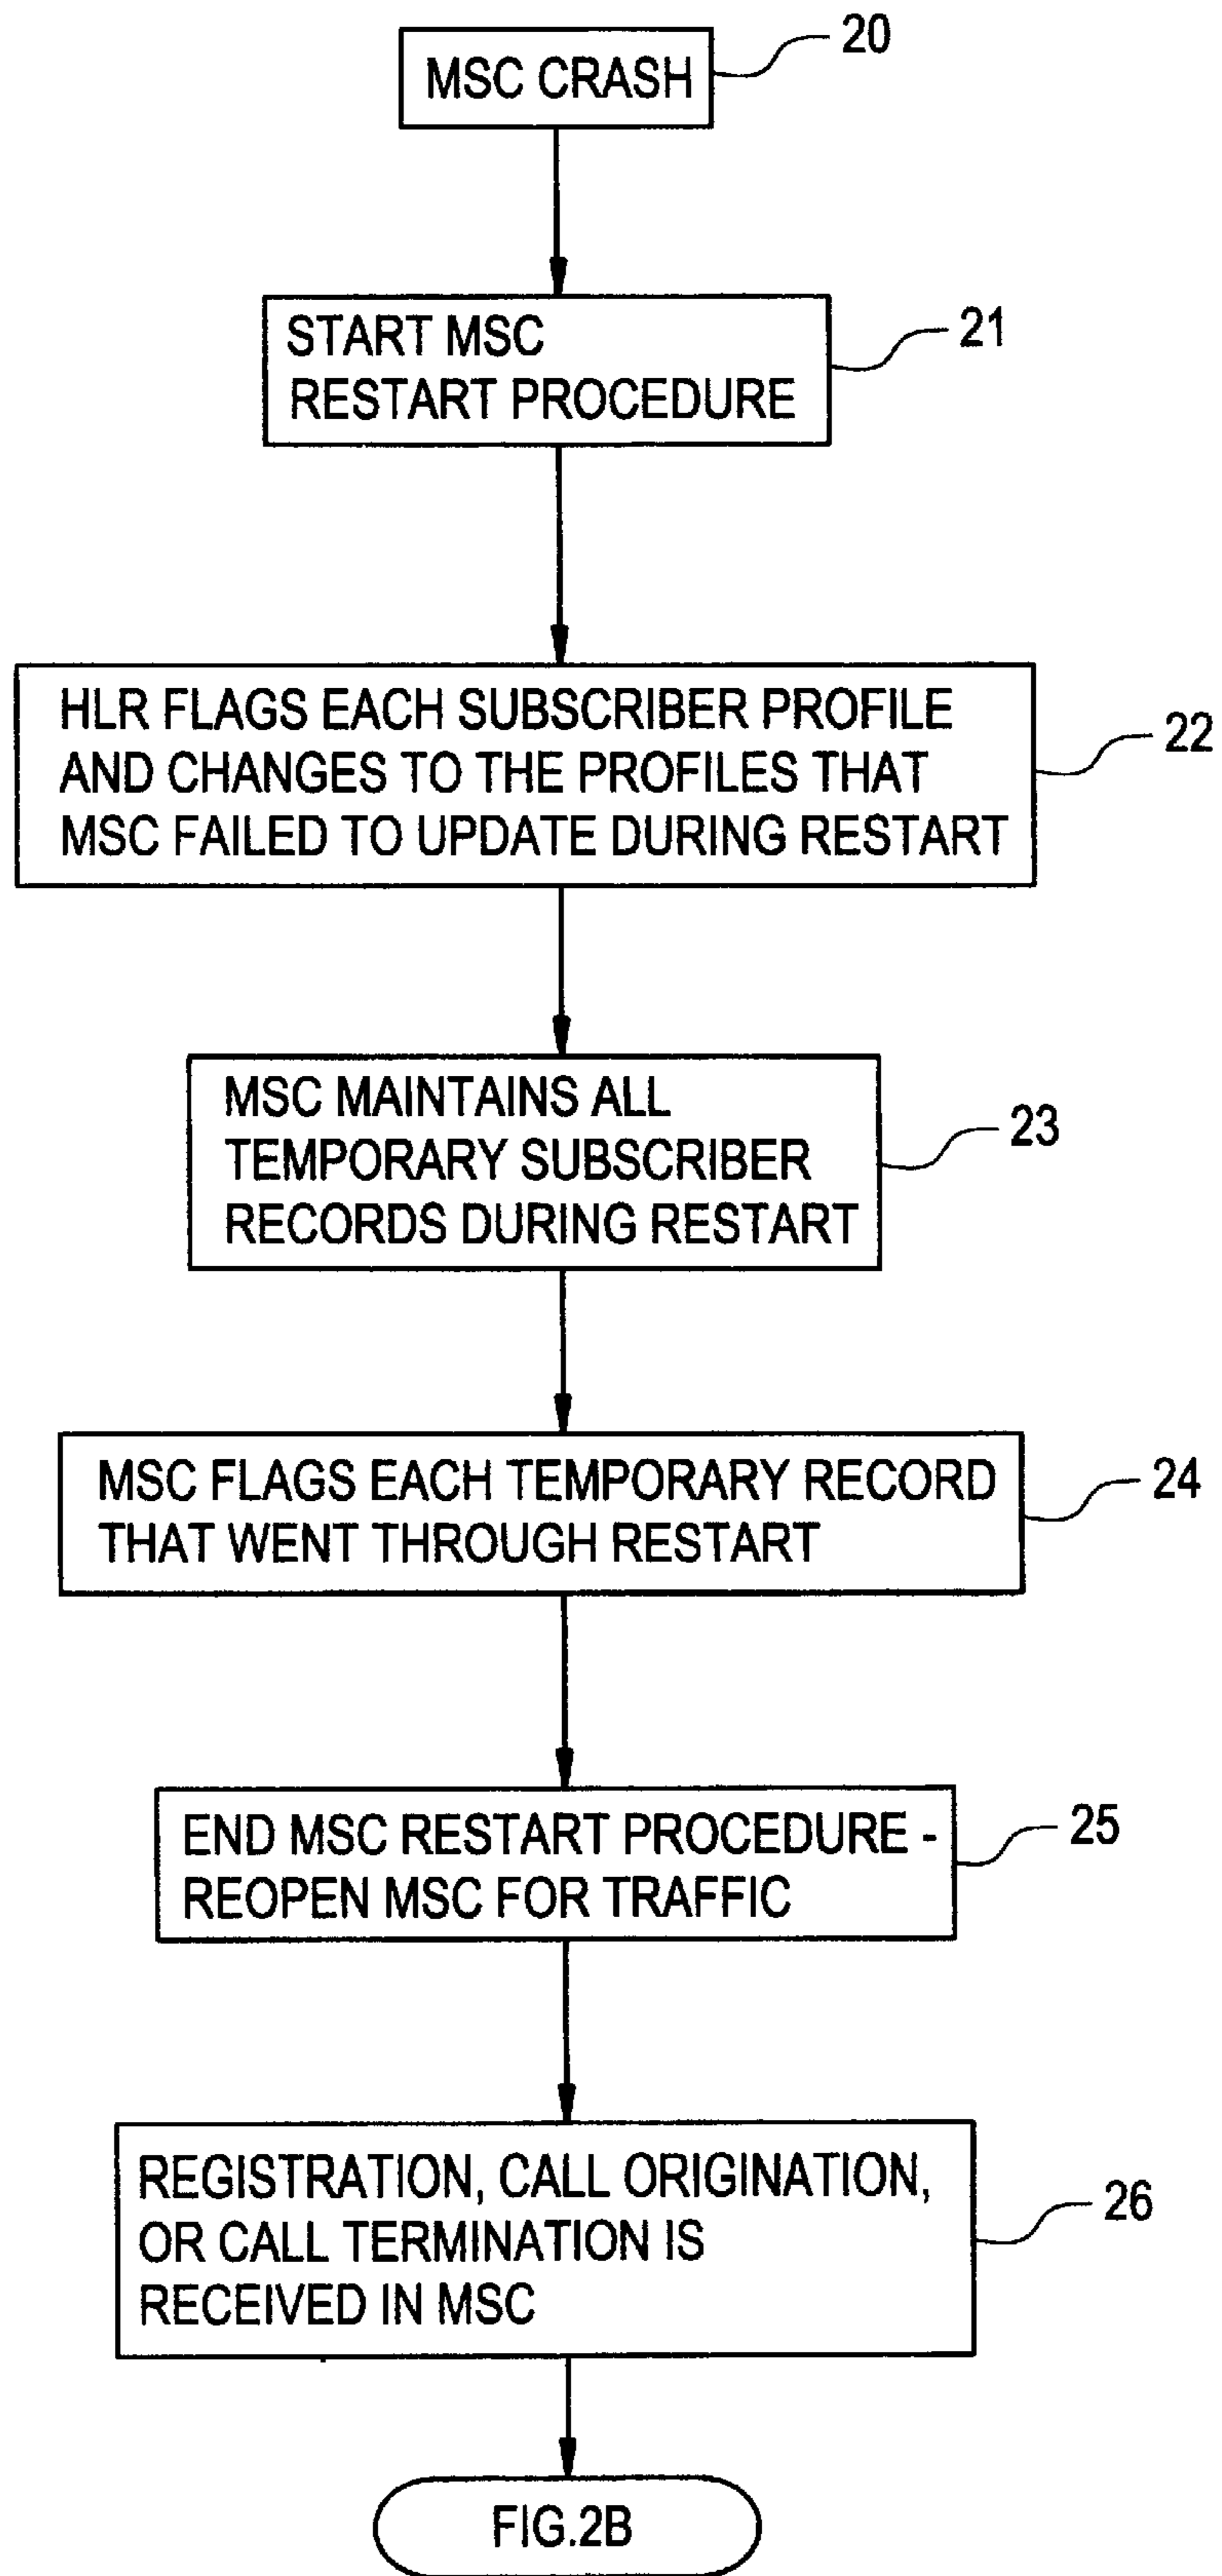 MSC CRASH
20
START MSC
RESTART PROCEDURE
21
HLR FLAGS EACH SUBSCRIBER PROFILE
AND CHANGES TO THE PROFILES THAT
MSC FAILED TO UPDATE DURING RESTART
22
MSC MAINTAINS ALL
TEMPORARY SUBSCRIBER
RECORDS DURING RESTART
23
MSC FLAGS EACH TEMPORARY RECORD
THAT WENT THROUGH RESTART
24
END MSC RESTART PROCEDURE -
REOPEN MSC FOR TRAFFIC
25
REGISTRATION, CALL ORIGINATION,
OR CALL TERMINATION IS
RECEIVED IN MSC
26
FIG.2B